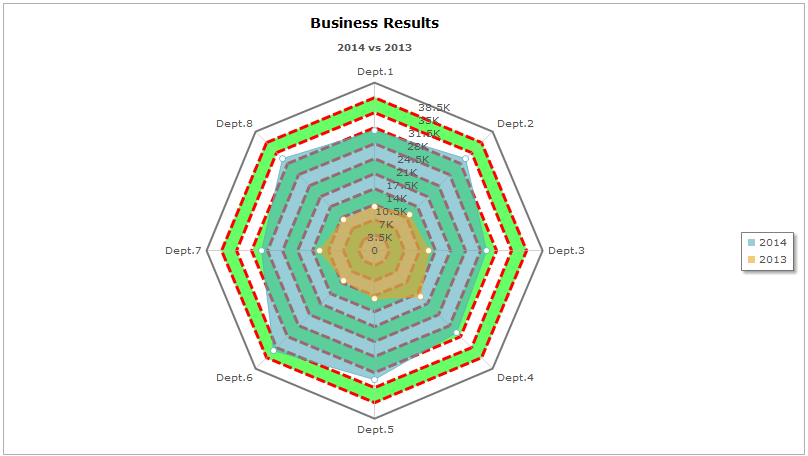 Business Results
2014 vs 2013
Dept.1
Dept.2
Dept.3
Dept.4
Dept.5
Dept.6
Dept.7
Dept.8
38.5K
35K
31.5K
28K
24.5K
21K
17.5K
14K
10.5K
7K
3.5K
0
2014
2013